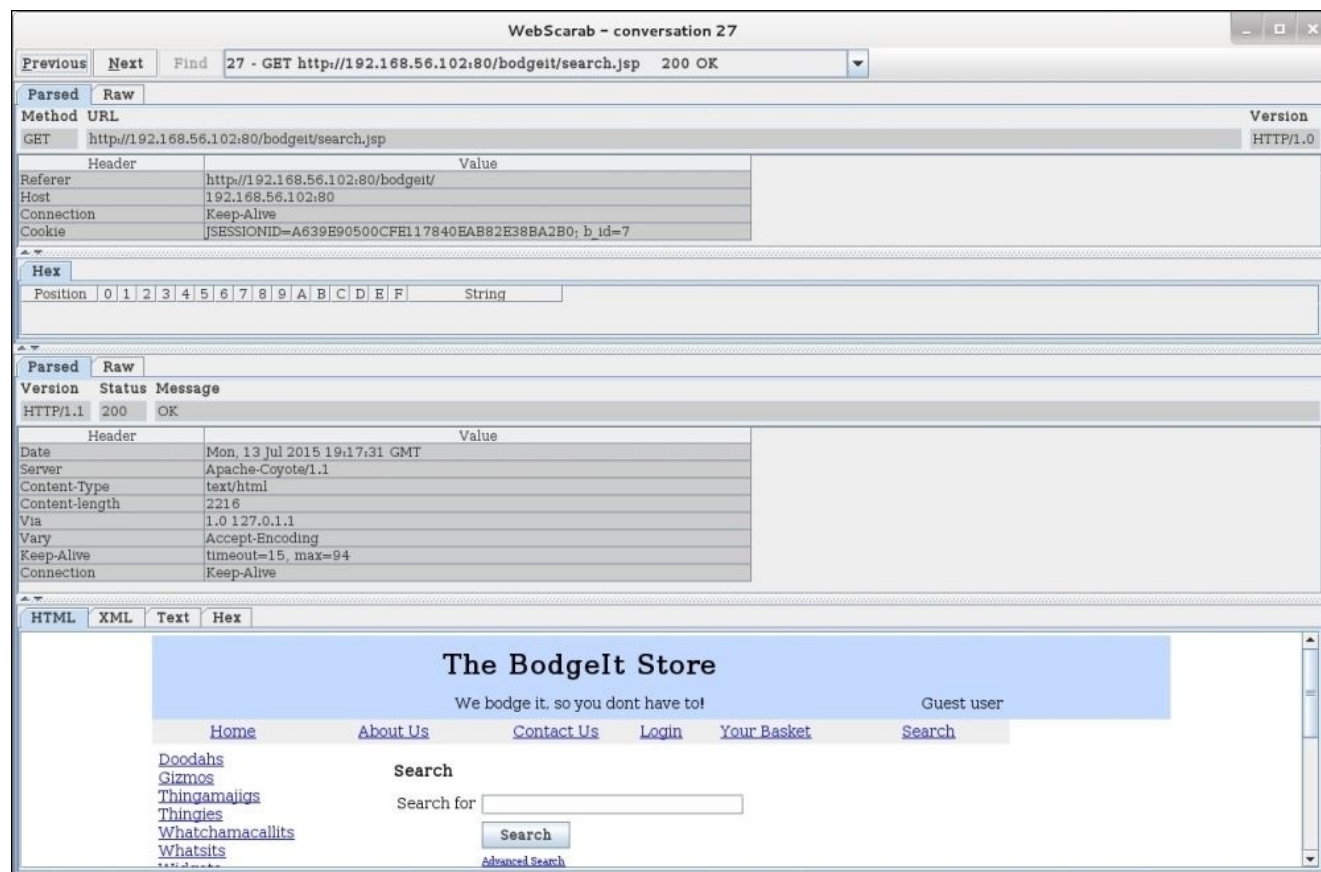 WebScarab - conversation 27
Previous Next Find 27 - GET http://192.168.56.102:80/bodgeit/search.jsp 200 OK
Parsed Raw
Method URL Version
GET http://192.168.56.102:80/bodgeit/search.jsp HTTP/1.0
Header Value
Referer http://192.168.56.102:80/bodgeit/
Host 192.168.56.102:80
Connection Keep-Alive
Cookie JSESSIONID=A639E90500CFE117840EAB82E38BA2B0; b_id=7
Hex
Position 0 1 2 3 4 5 6 7 8 9 A B C D E F String
Parsed Raw
Version Status Message
HTTP/1.1 200 OK
Header Value
Date Mon, 13 Jul 2015 19:17:31 GMT
Server Apache-Coyote/1.1
Content-Type text/html
Content-length 2216
Via 1.0 127.0.1.1
Vary Accept-Encoding
Keep-Alive timeout=15, max=94
Connection Keep-Alive
HTML XML Text Hex
The BodgeIt Store
We bodge it, so you dont have to! Guest user
Home About Us Contact Us Login Your Basket Search
Doodahs
Gizmos
Thingamajigs
Thingies
Whatchamacallits
Whatsits
Search
Search for
Search
Advanced Search